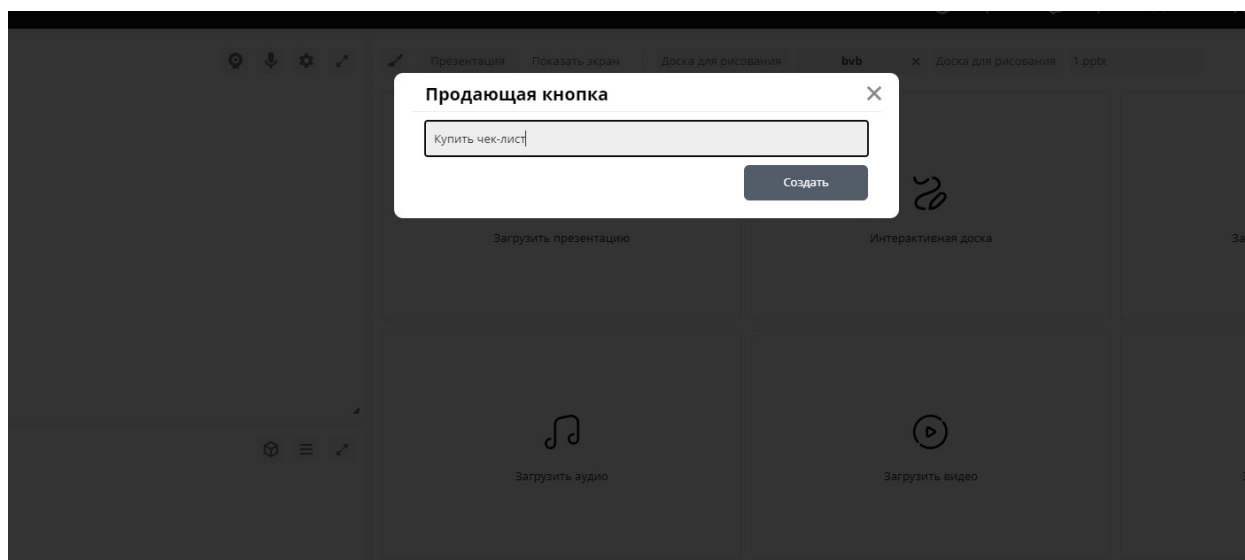 Презентация Показать экран Доска для рисования bvb Доска для рисования 1.pptx
Продающая кнопка
Купить чек-лист
Создать
Загрузить презентацию Интерактивная доска
Загрузить аудио Загрузить видео